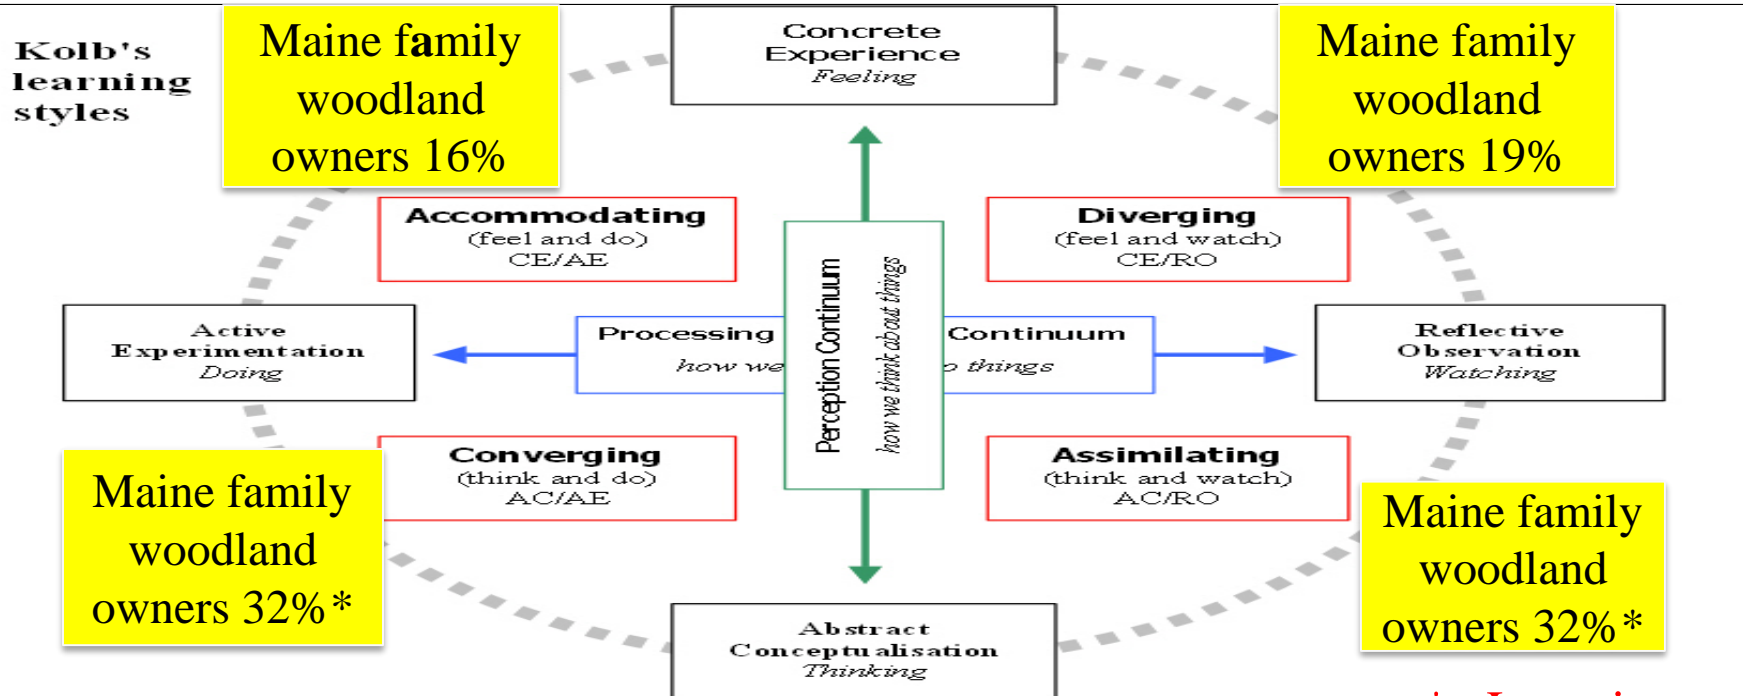 Kolb's
learning
styles
Maine family
woodland
owners 16%
Concrete
Experience
Feeling
Maine family
woodland
owners 19%
Accommodating
(feel and do)
CE/AE
Diverging
(feel and watch)
CE/RO
Active
Experimentation
Doing
Processing
Continuum
how we
o things
Perception Continuum
how we think about things
Reflective
Observation
Watching
Converging
(think and do)
AC/AE
Assimilating
(think and watch)
AC/RO
Maine family
woodland
owners 32%*
Maine family
woodland
owners 32%*
Abstract
Conceptualisation
Thinking